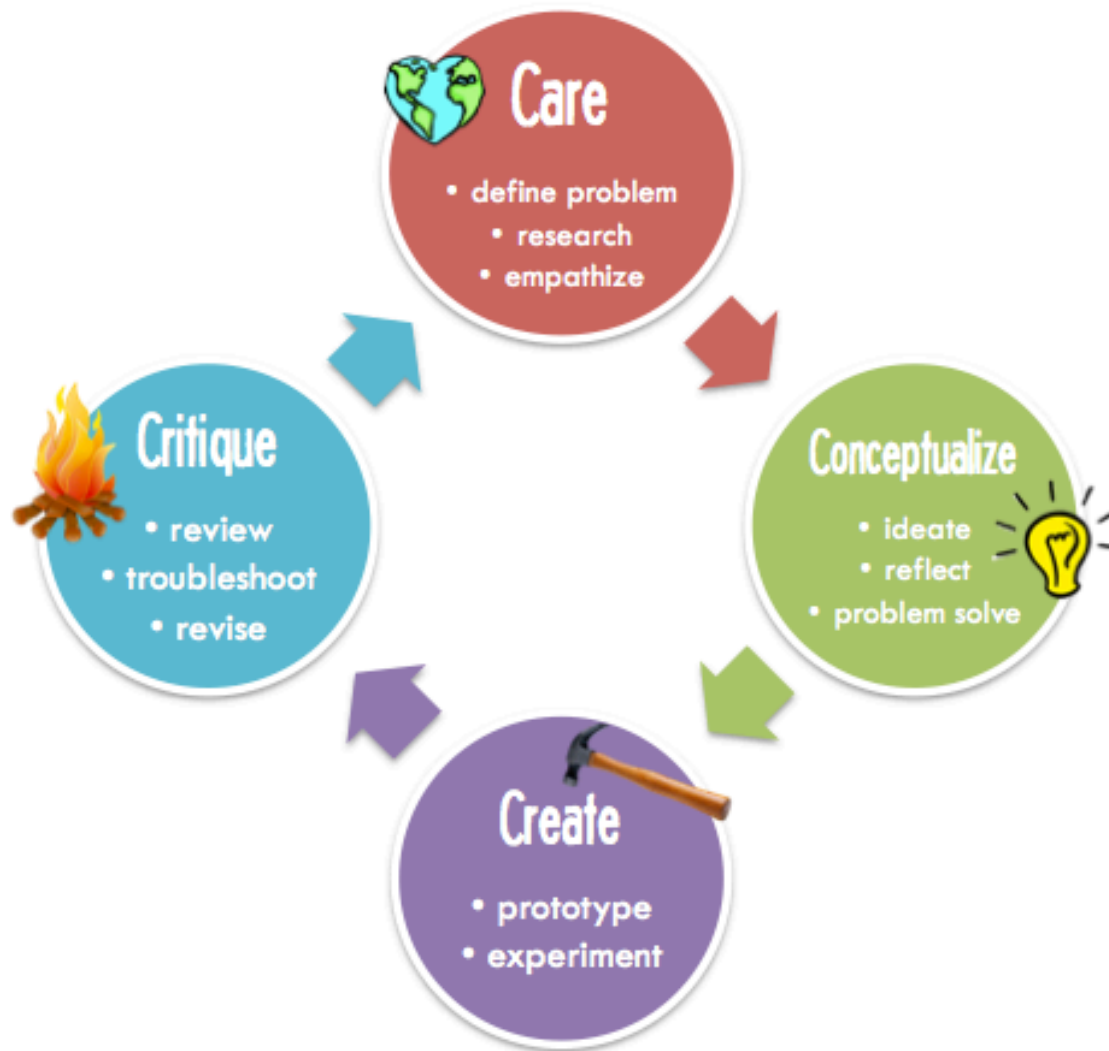 Care
• define problem
• research
• empathize
Conceptualize
• ideate
• reflect
• problem solve
Create
• prototype
• experiment
Critique
• review
• troubleshoot
• revise